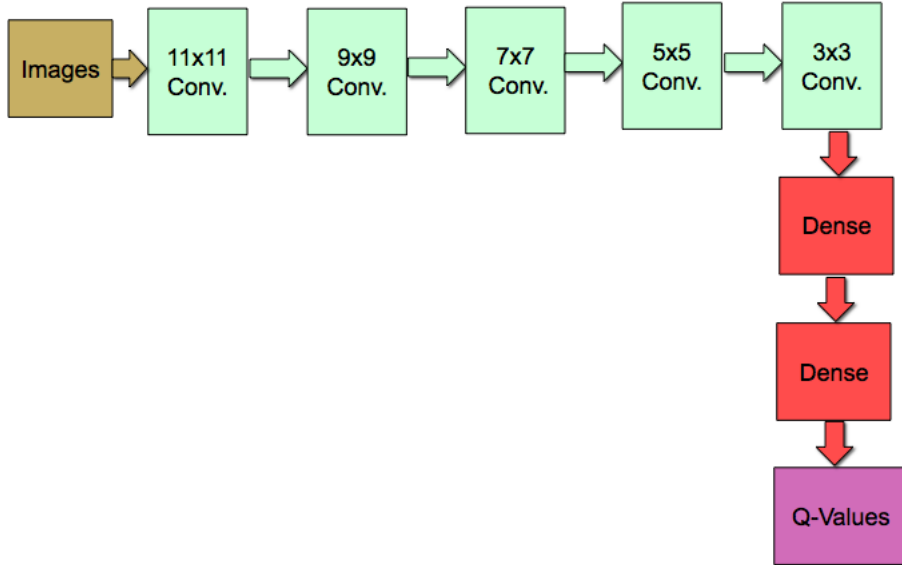 Images
11x11
Conv.
9x9
Conv.
7x7
Conv.
5x5
Conv.
3x3
Conv.
Dense
Dense
Q-Values